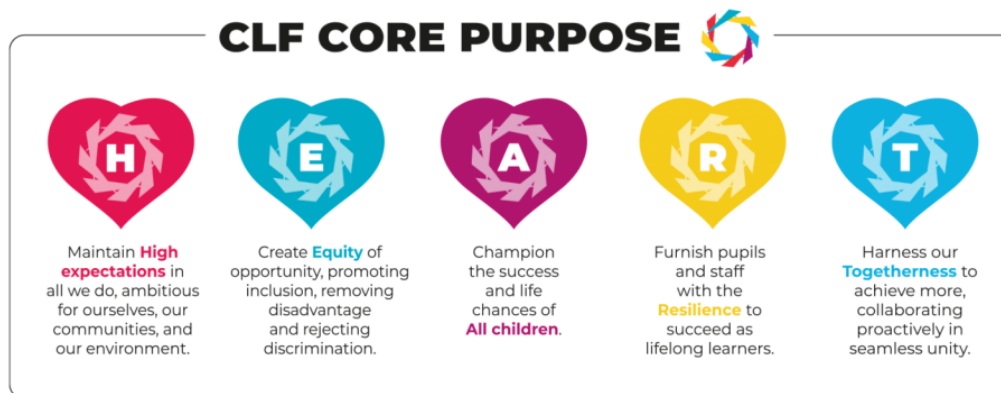 CLF CORE PURPOSE
H
E
A
R
T
Maintain High
expectations in
all we do, ambitious
for ourselves, our
communities, and
our environment.
Create Equity of
opportunity, promoting
inclusion, removing
disadvantage
and rejecting
discrimination.
Champion
the success
and life
chances of
All children.
Furnish pupils
and staff
with the
Resilience to
succeed as
lifelong learners.
Harness our
Togetherness to
achieve more,
collaborating
proactively in
seamless unity.